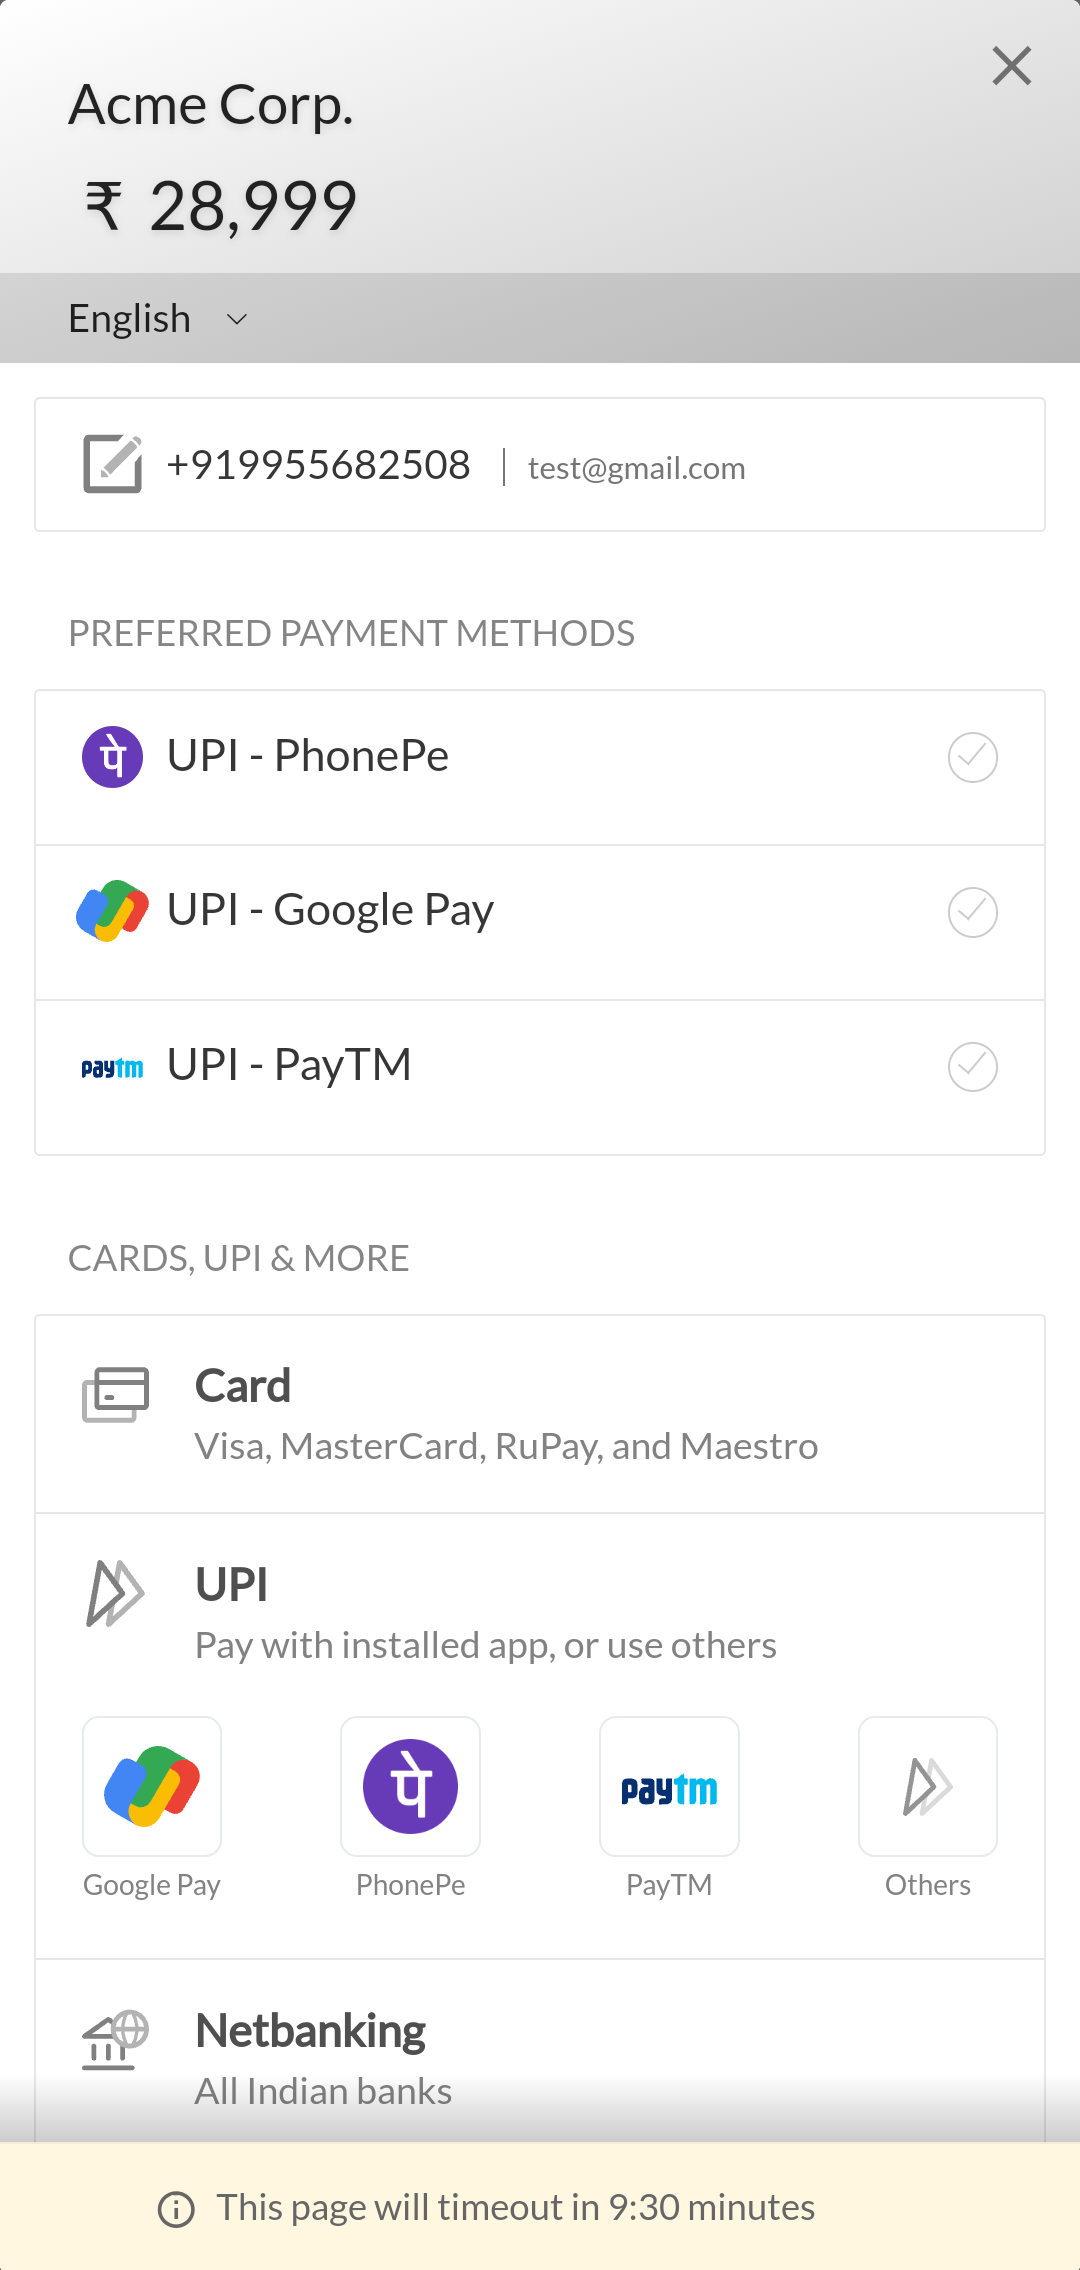 Acme Corp.
₹ 28,999
English
+919955682508 | test@gmail.com
PREFERRED PAYMENT METHODS
पे UPI - PhonePe
UPI - Google Pay
paytm UPI - PayTM
CARDS, UPI & MORE
Card
Visa, MasterCard, RuPay, and Maestro
UPI
Pay with installed app, or use others
पे paytm
Google Pay PhonePe PayTM Others
Netbanking
All Indian banks
This page will timeout in 9:30 minutes